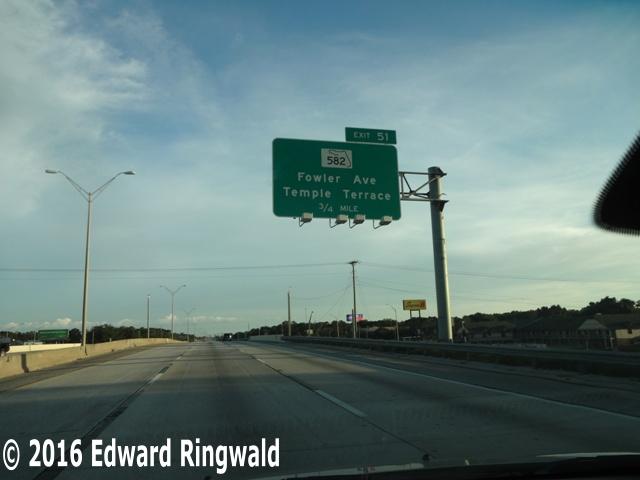 EXIT 51
582
Fowler Ave
Temple Terrace
3/4 MILE
© 2016 Edward Ringwald